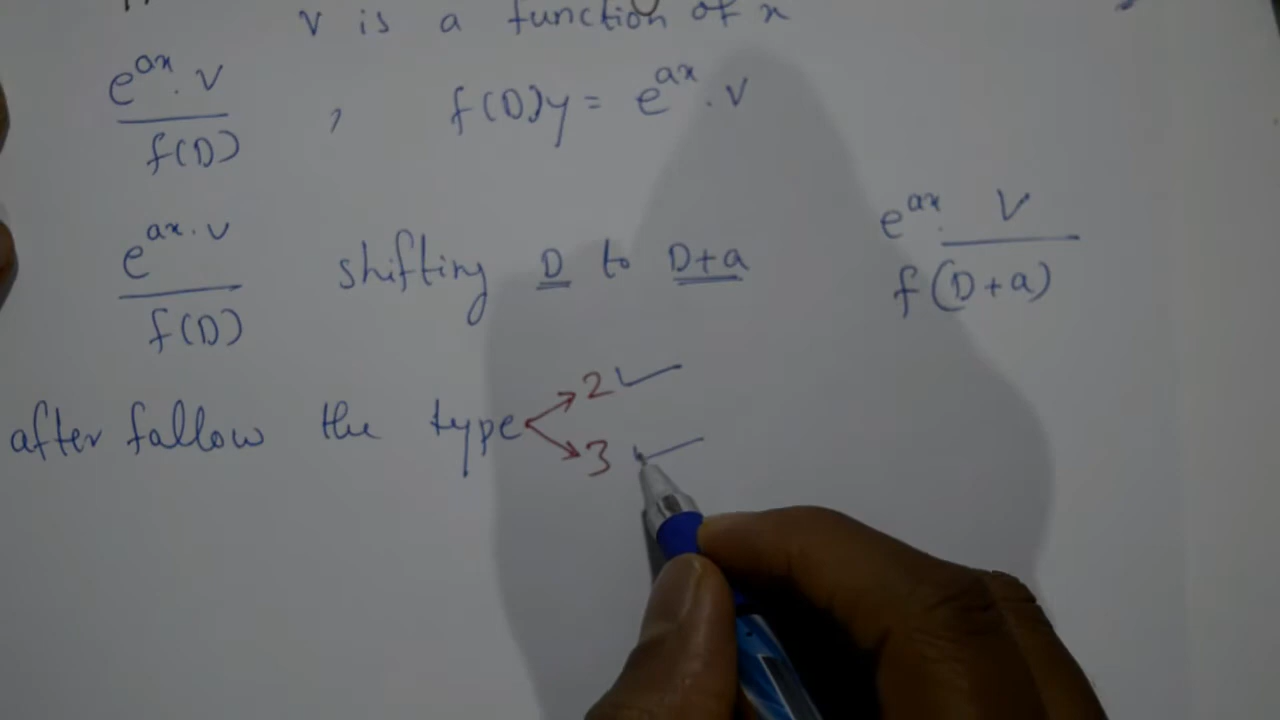 V is a function of x
e^{ax}.V / f(D) , f(D)y = e^{ax}.V
e^{ax.V} / f(D) shifting D to D+a e^{ax}. V / f(D+a)
after fallow the type → 2 ✓
→ 3 ✓